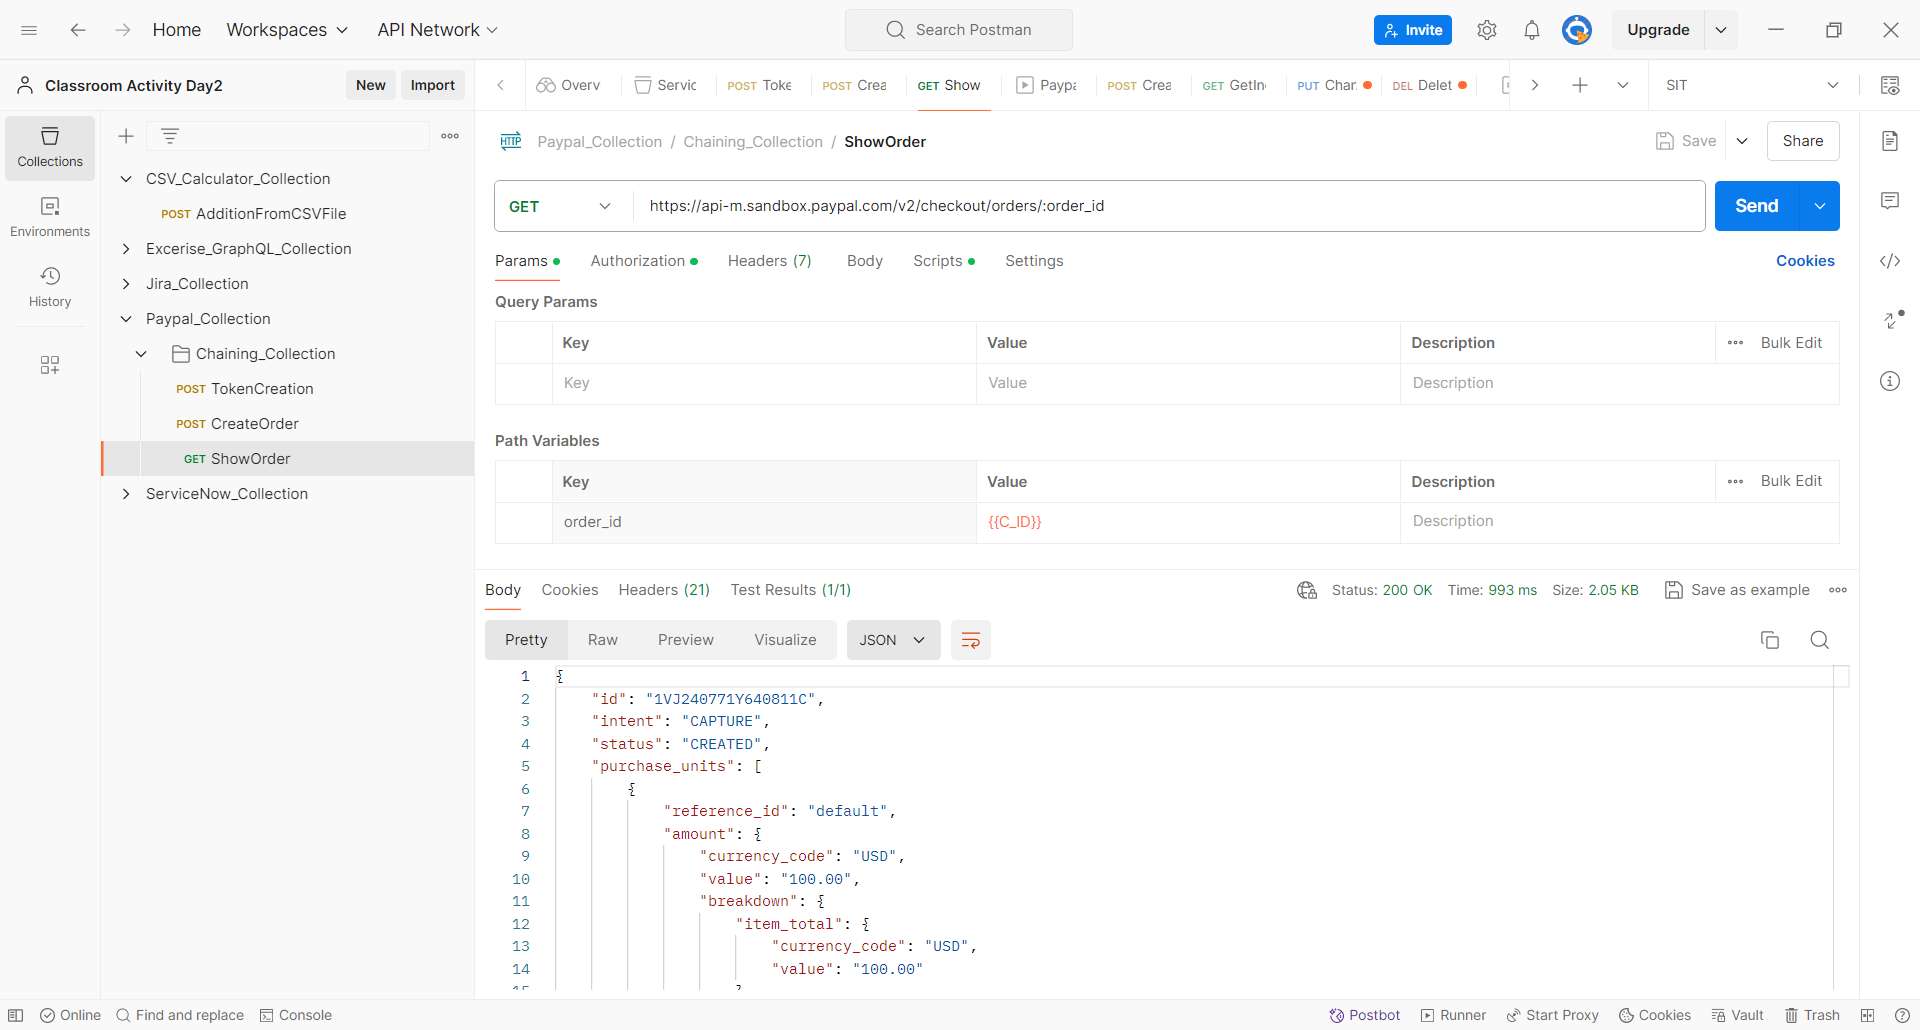 Home Workspaces API Network Search Postman Invite Upgrade
Classroom Activity Day2 New Import
Overv Servic POST Toke POST Crea GET Show Paypa POST Crea GET GetIn PUT Char DEL Delet SIT
Collections
Environments
History
CSV_Calculator_Collection
POST AdditionFromCSVFile
Excerise_GraphQL_Collection
Jira_Collection
Paypal_Collection
Chaining_Collection
POST TokenCreation
POST CreateOrder
GET ShowOrder
ServiceNow_Collection
HTTP Paypal_Collection / Chaining_Collection / ShowOrder Save Share
GET https://api-m.sandbox.paypal.com/v2/checkout/orders/:order_id Send
Params Authorization Headers (7) Body Scripts Settings Cookies
Query Params
Key Value Description Bulk Edit
Key Value Description
Path Variables
Key Value Description Bulk Edit
order_id {{C_ID}} Description
Body Cookies Headers (21) Test Results (1/1) Status: 200 OK Time: 993 ms Size: 2.05 KB Save as example
Pretty Raw Preview Visualize JSON
1 {
2 "id": "1VJ240771Y640811C",
3 "intent": "CAPTURE",
4 "status": "CREATED",
5 "purchase_units": [
6 {
7 "reference_id": "default",
8 "amount": {
9 "currency_code": "USD",
10 "value": "100.00",
11 "breakdown": {
12 "item_total": {
13 "currency_code": "USD",
14 "value": "100.00"
Online Find and replace Console Postbot Runner Start Proxy Cookies Vault Trash